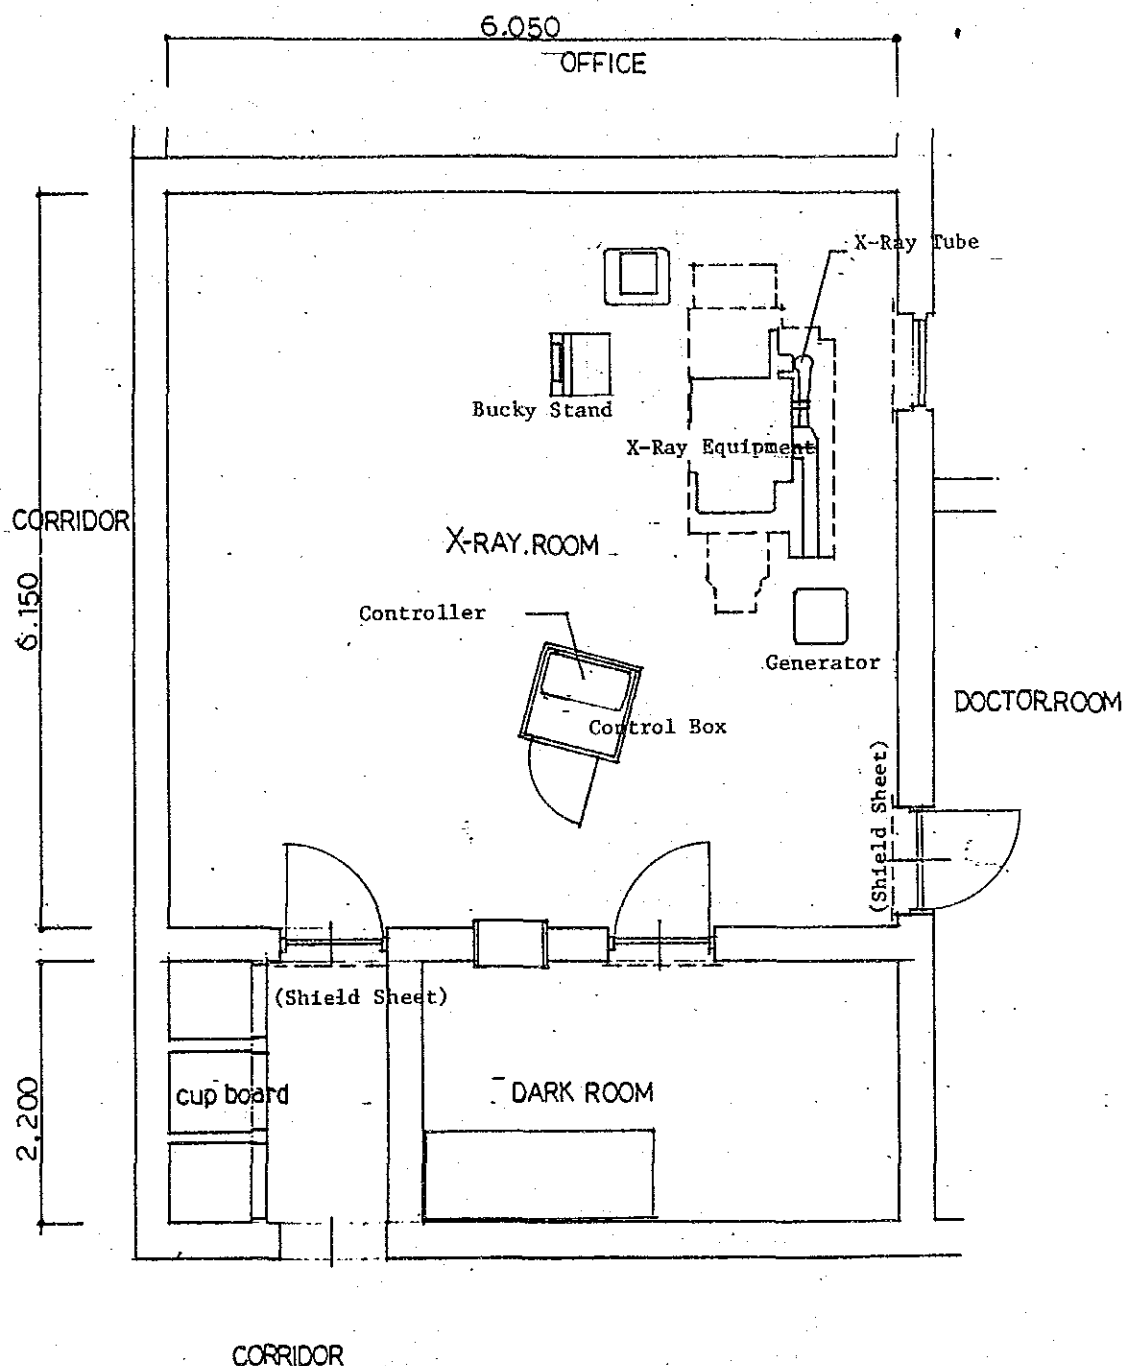 6.050
OFFICE
X-Ray Tube
Bucky Stand
X-Ray Equipment
CORRIDOR
X-RAY.ROOM
6.150
Controller
Generator
DOCTOR.ROOM
Control Box
(Shield Sheet)
(Shield Sheet)
cup board
DARK ROOM
2,200
CORRIDOR